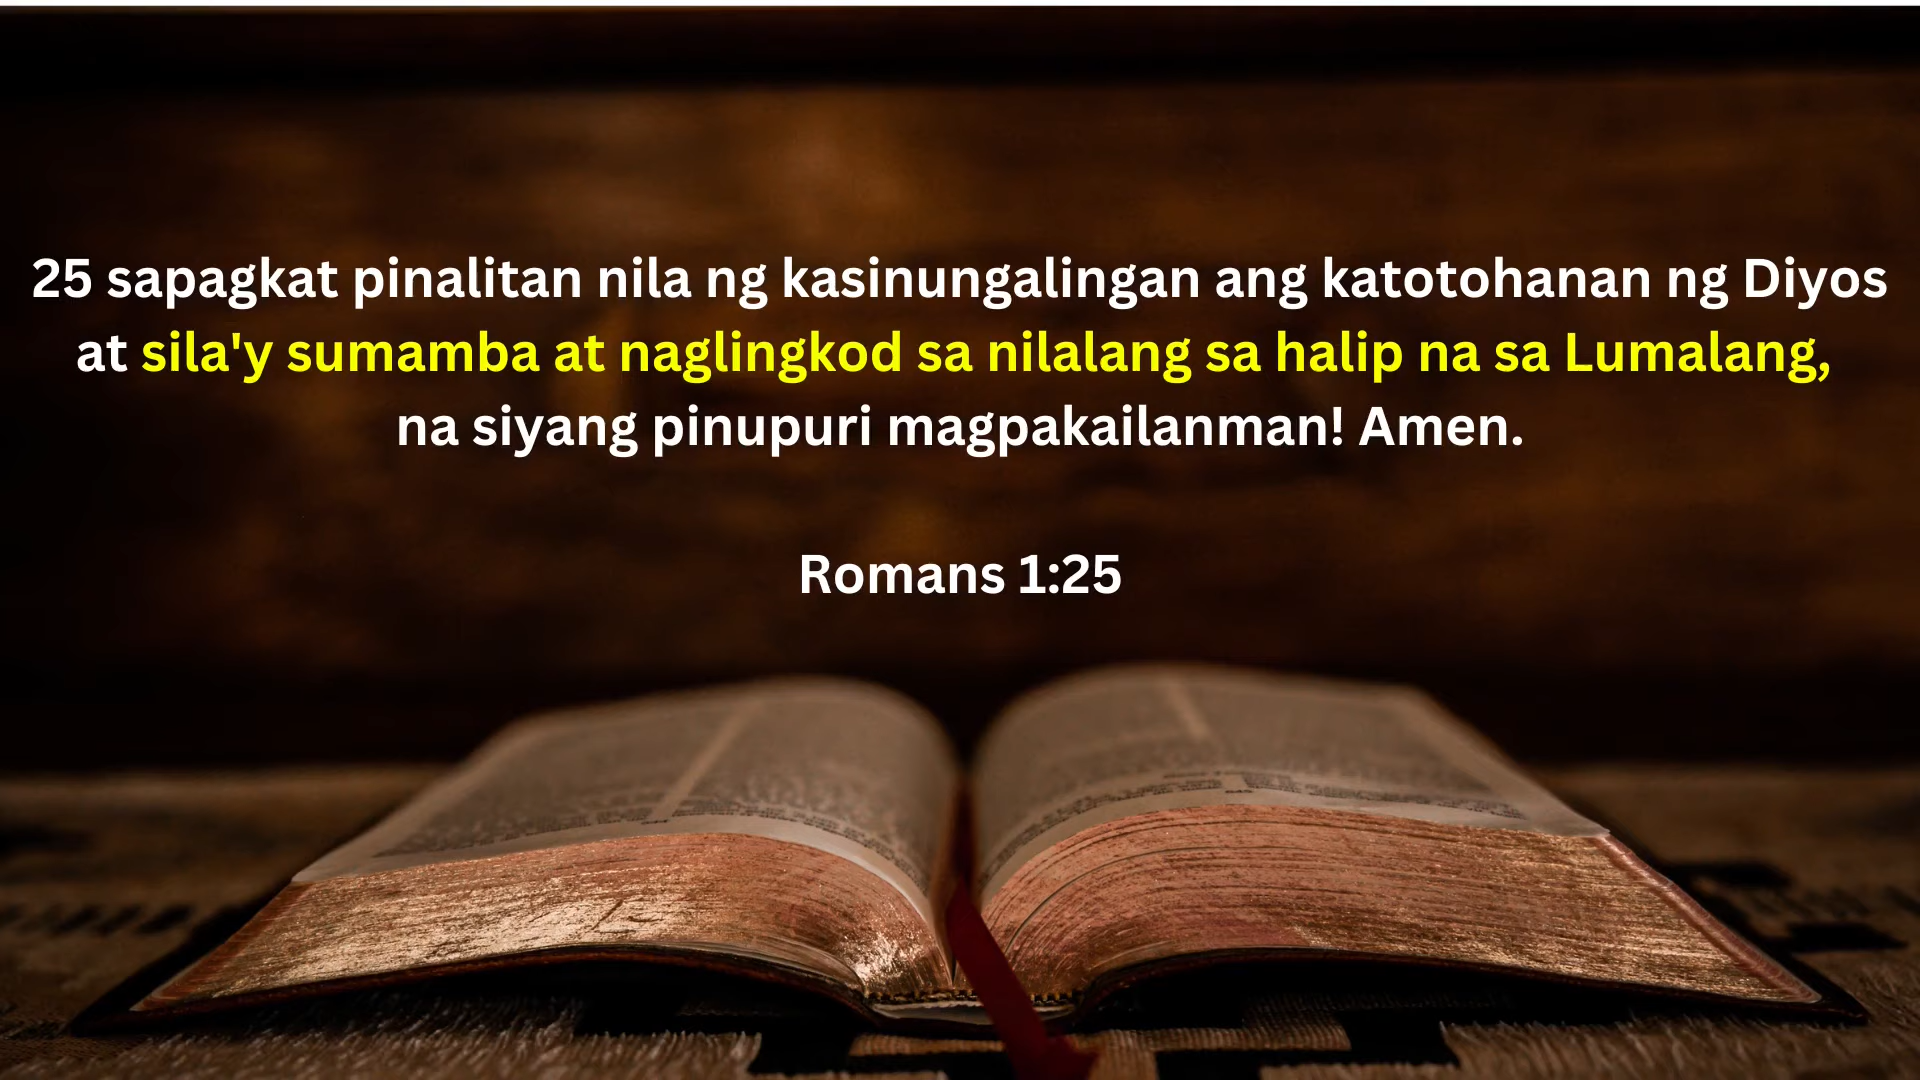 25 sapagkat pinalitan nila ng kasinungalingan ang katotohanan ng Diyos
at sila'y sumamba at naglingkod sa nilalang sa halip na sa Lumalang,
na siyang pinupuri magpakailanman! Amen.
Romans 1:25